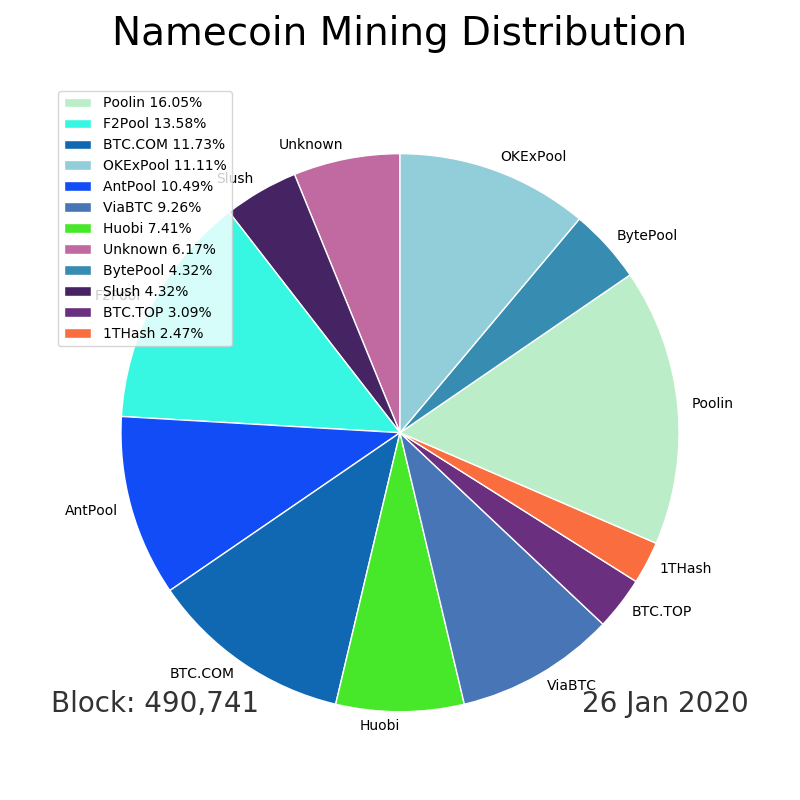 Namecoin Mining Distribution
Poolin 16.05%
F2Pool 13.58%
BTC.COM 11.73%
OKExPool 11.11%
AntPool 10.49%
ViaBTC 9.26%
Huobi 7.41%
Unknown 6.17%
BytePool 4.32%
Slush 4.32%
BTC.TOP 3.09%
1THash 2.47%
Unknown
OKExPool
Slush
BytePool
F2Pool
Poolin
AntPool
1THash
BTC.TOP
BTC.COM
ViaBTC
Huobi
Block: 490,741
26 Jan 2020